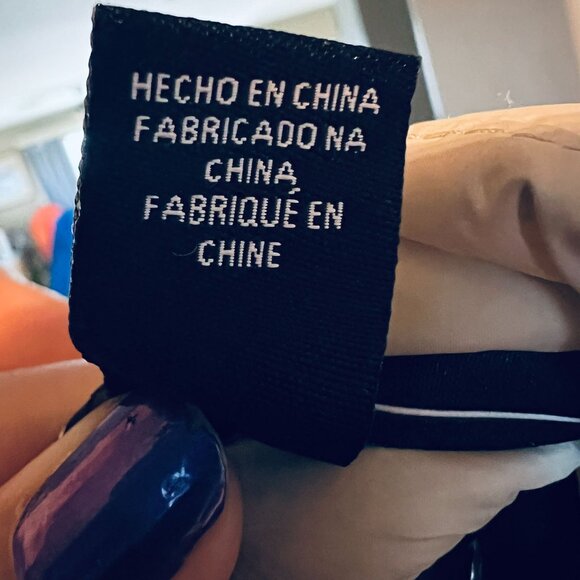 HECHO EN CHINA
FABRICADO NA
CHINA
FABRIQUÉ EN
CHINE